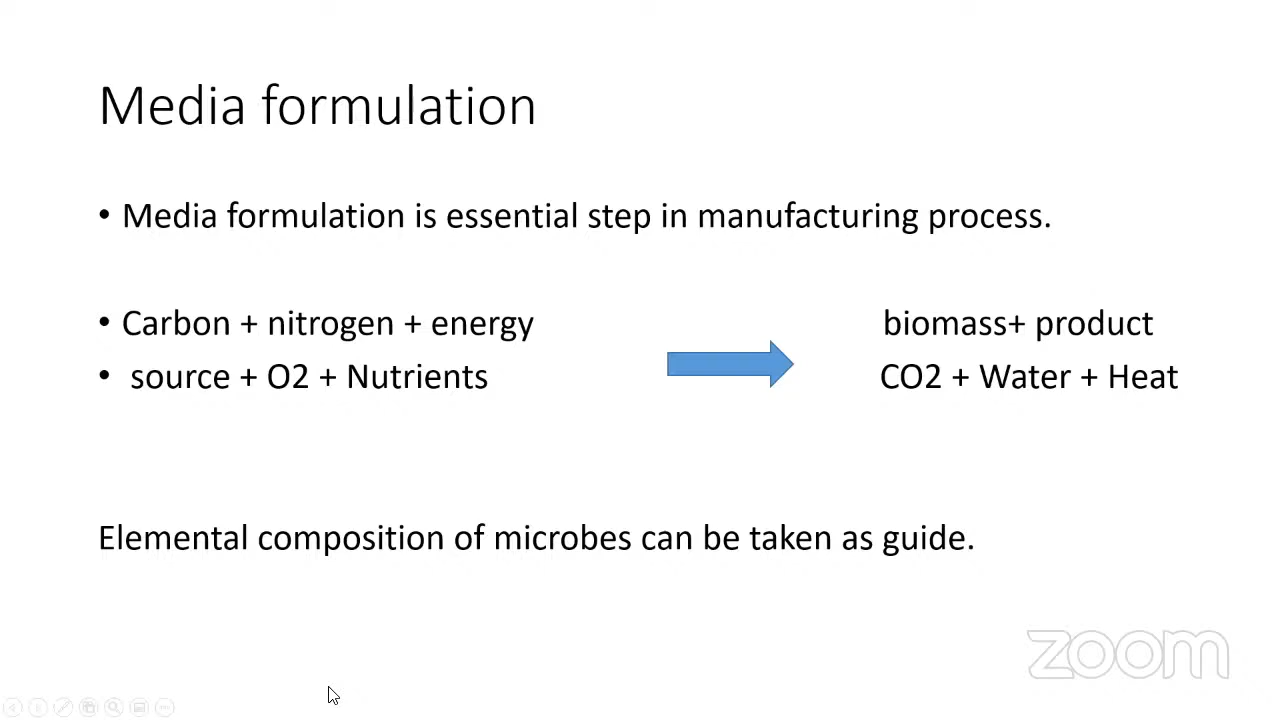 Media formulation
• Media formulation is essential step in manufacturing process.
• Carbon + nitrogen + energy biomass+ product
• source + O2 + Nutrients CO2 + Water + Heat
Elemental composition of microbes can be taken as guide.
zoom